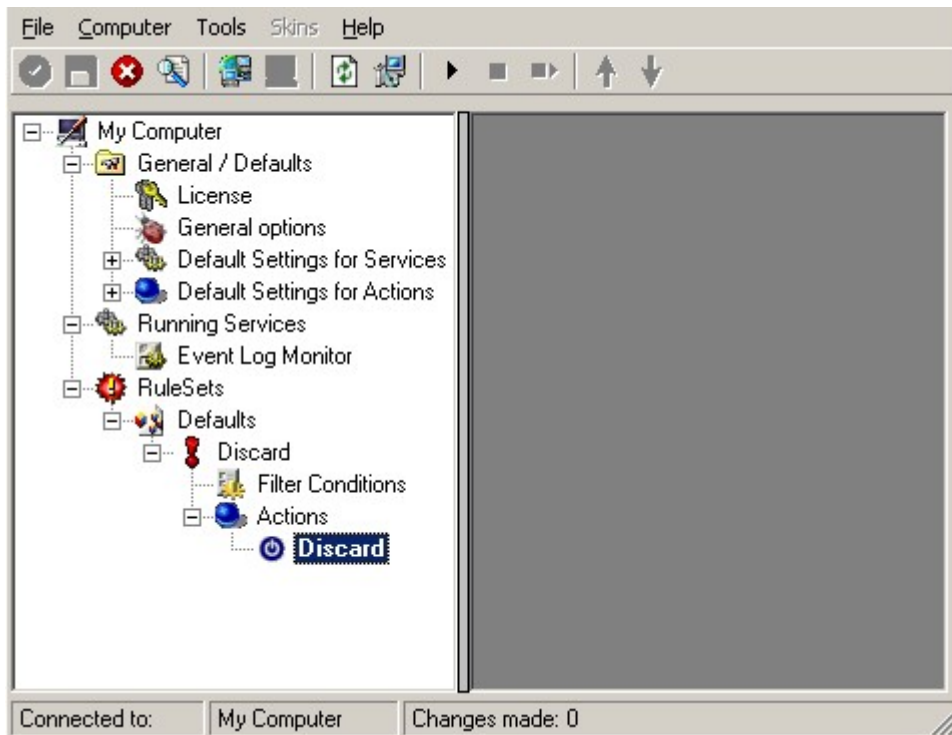 File Computer Tools Skins Help
My Computer
General / Defaults
License
General options
Default Settings for Services
Default Settings for Actions
Running Services
Event Log Monitor
RuleSets
Defaults
Discard
Filter Conditions
Actions
Discard
Connected to: My Computer Changes made: 0